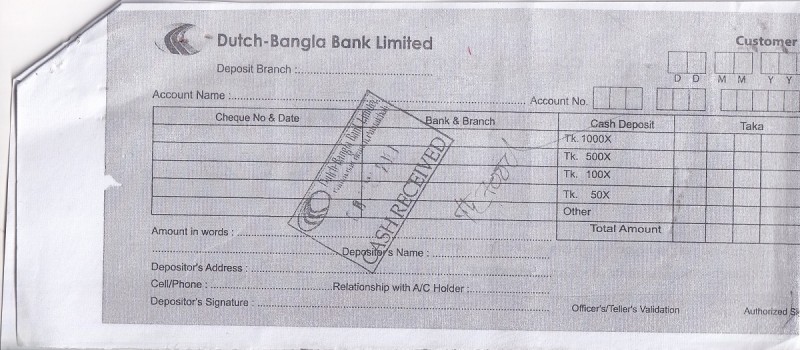 Dutch-Bangla Bank Limited
Customer
Deposit Branch :
D D M M Y Y
Account Name :
Account No.
Cheque No & Date Bank & Branch Cash Deposit Taka
Tk. 1000X
Tk. 500X
Tk. 100X
Tk. 50X
Other
Total Amount
Dutch-Bangla Bank Limited
CASH RECEIVED
Amount in words :
Depositor's Name :
Depositor's Address :
Cell/Phone : Relationship with A/C Holder :
Depositor's Signature :
Officer's/Teller's Validation
Authorized